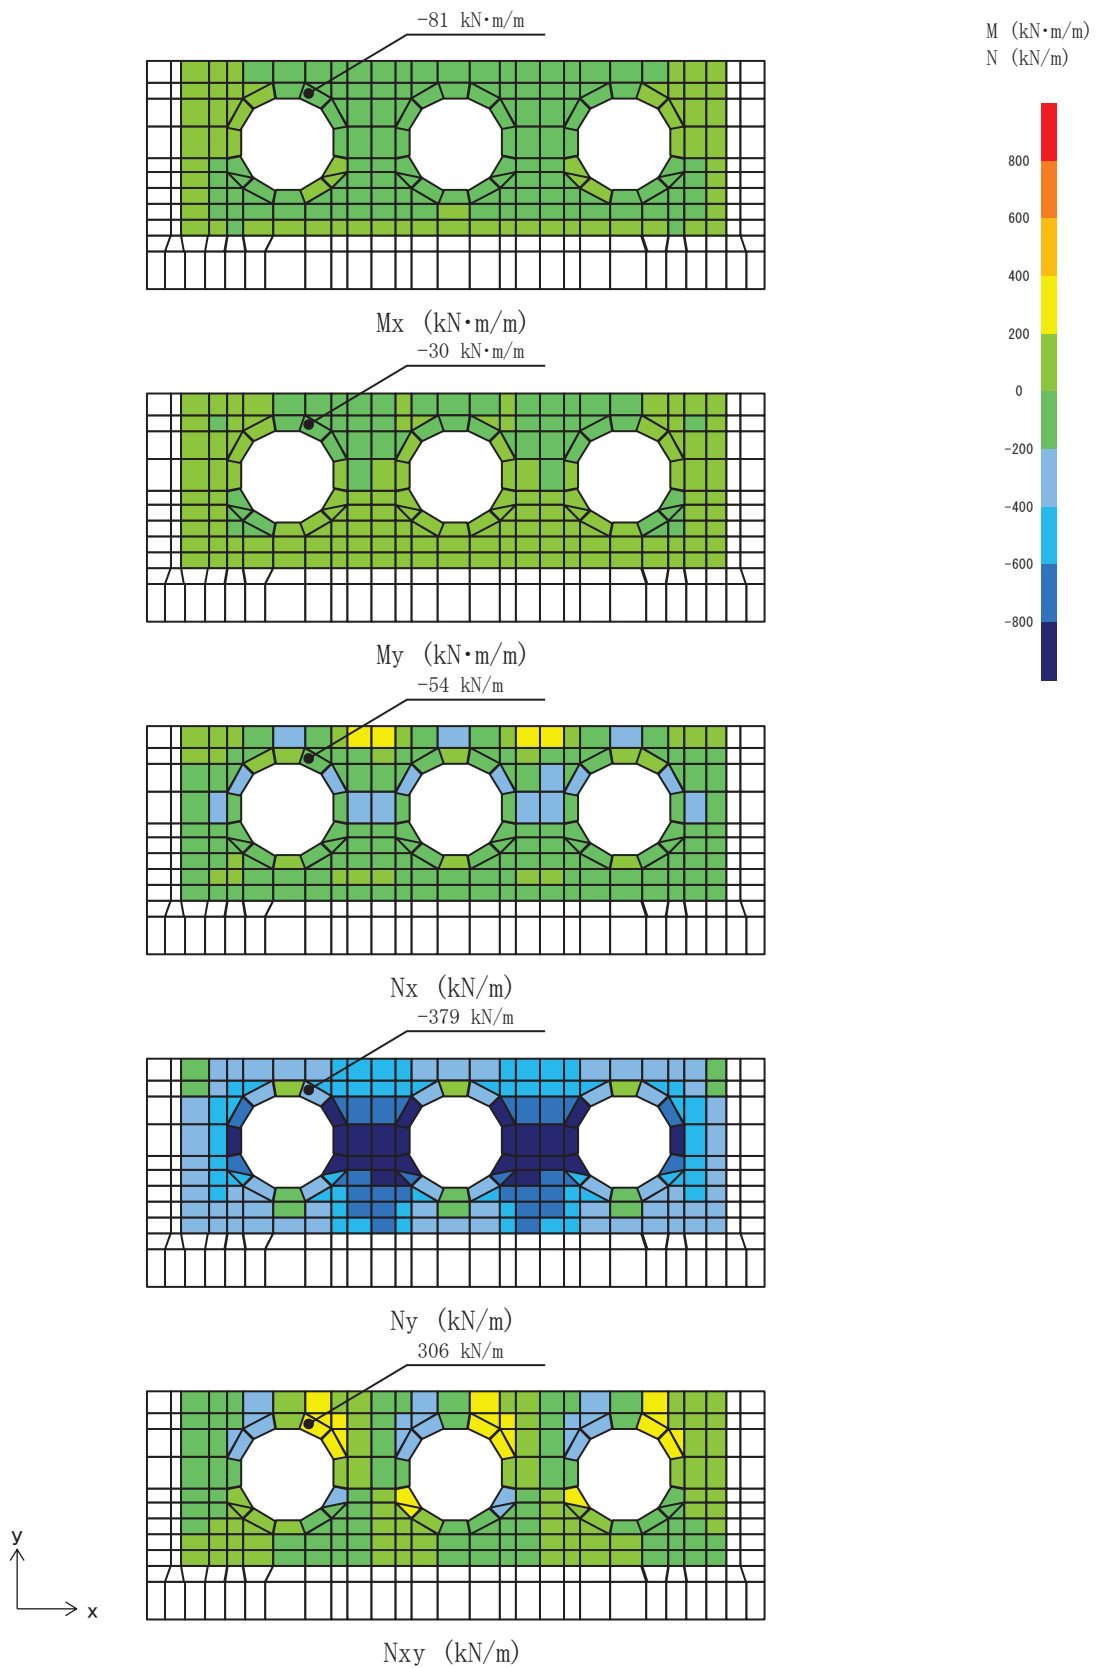 -81 kN･m/m
M (kN･m/m)
N (kN/m)
800
600
400
200
0
-200
-400
-600
-800
Mx (kN･m/m)
-30 kN･m/m
My (kN･m/m)
-54 kN/m
Nx (kN/m)
-379 kN/m
Ny (kN/m)
306 kN/m
y
x
Nxy (kN/m)